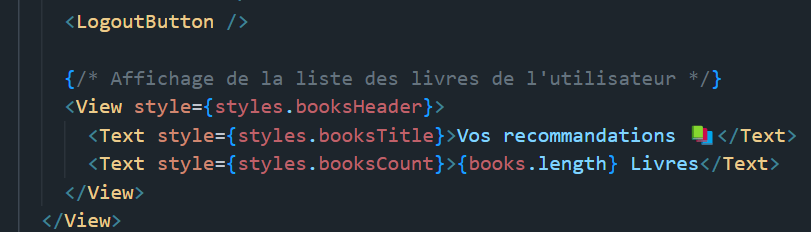 <LogoutButton />
{/* Affichage de la liste des livres de l'utilisateur */}
<View style={styles.booksHeader}>
<Text style={styles.booksTitle}>Vos recommandations 📚</Text>
<Text style={styles.booksCount}>{books.length} Livres</Text>
</View>
</View>